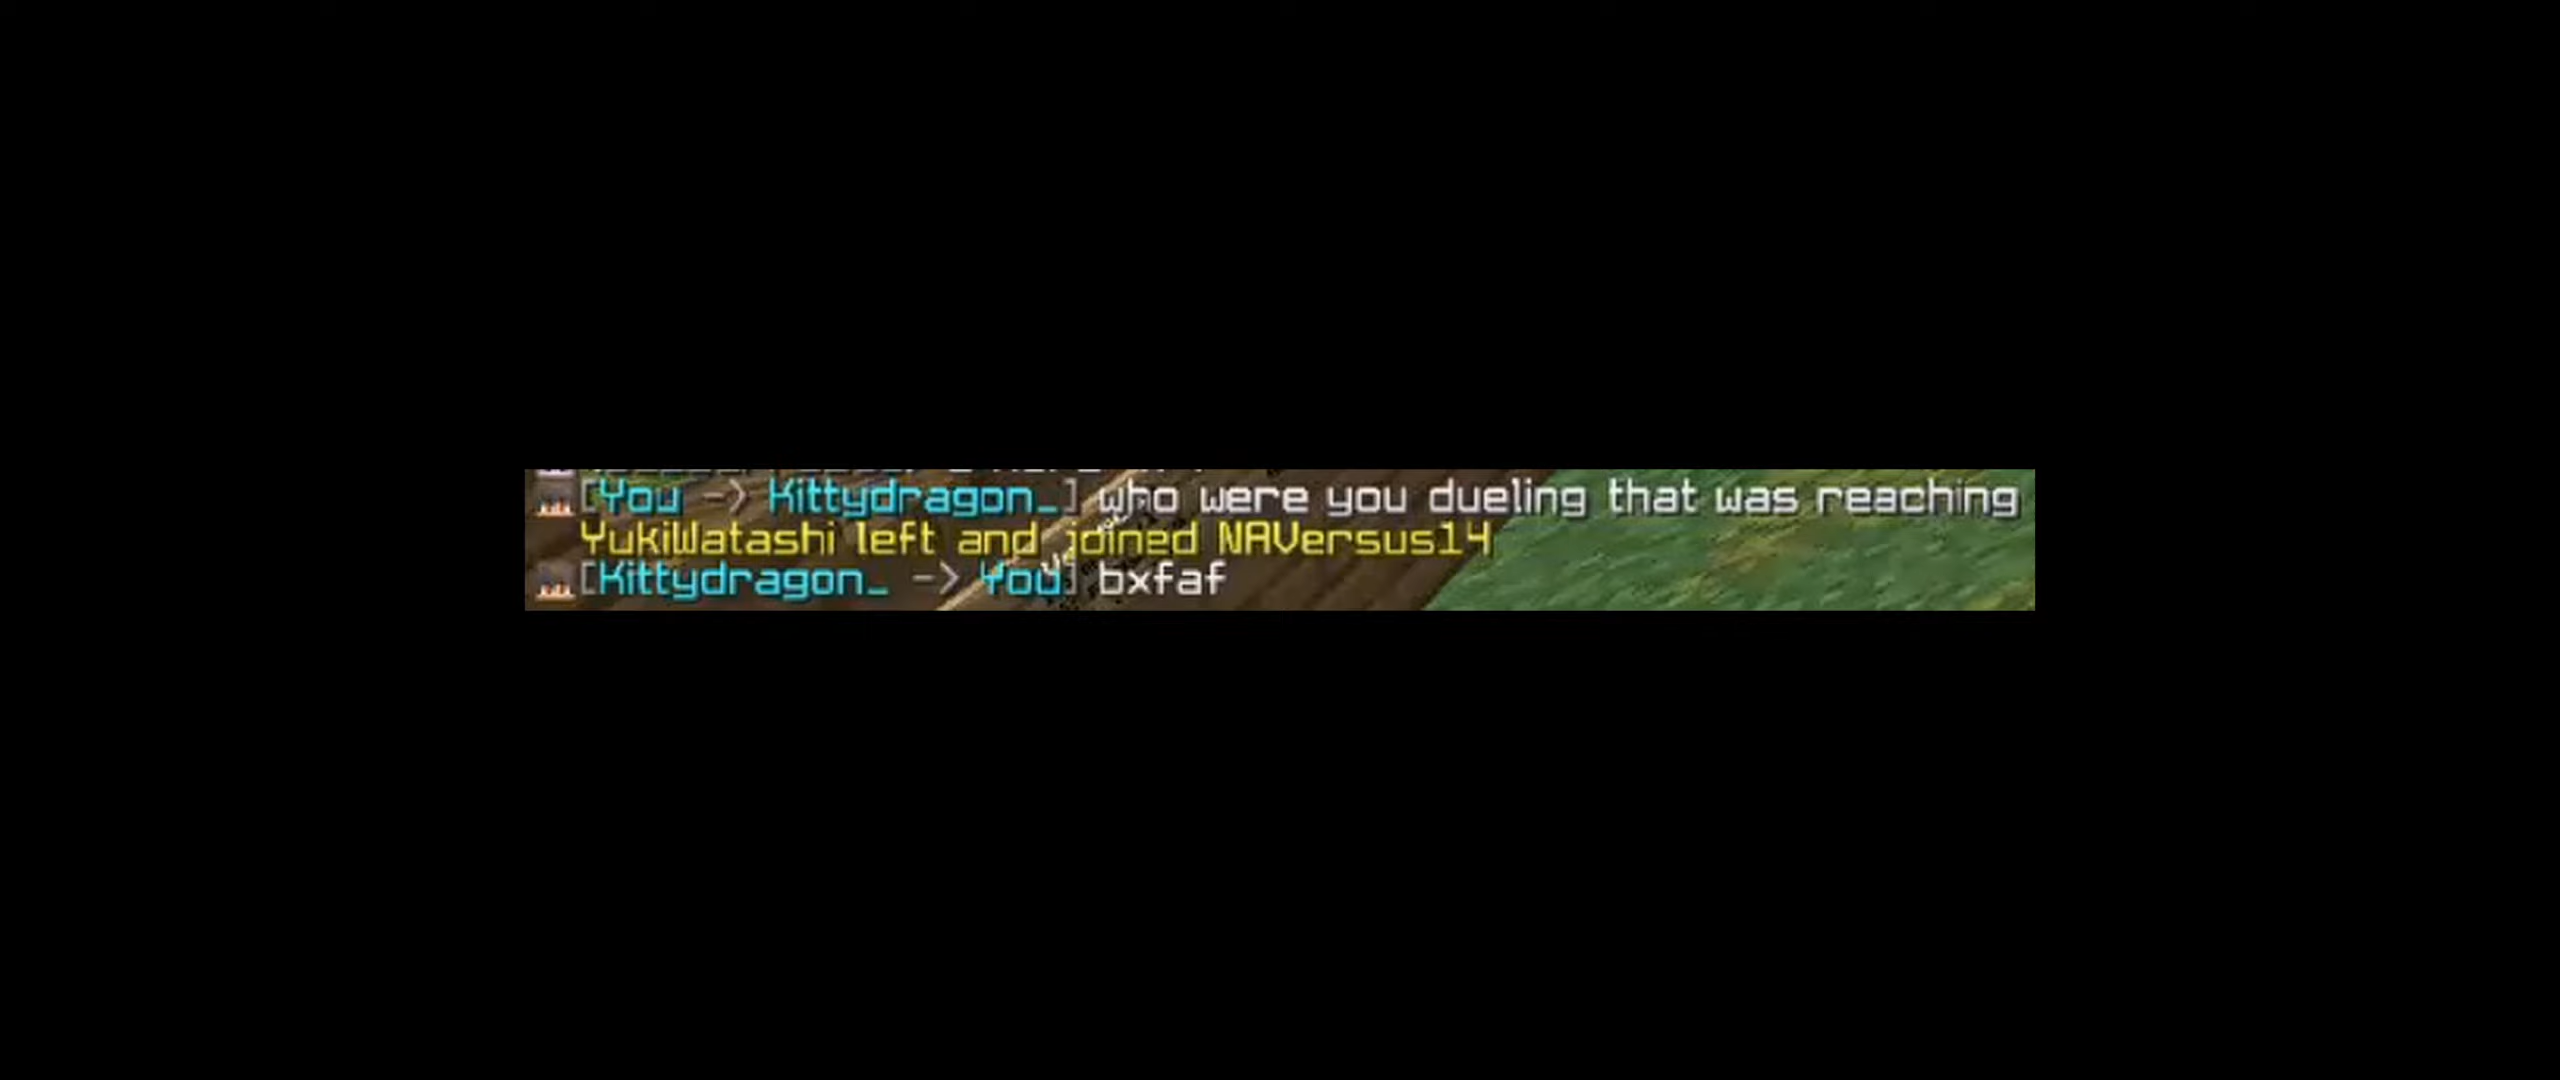 [You -> Kittydragon_] who were you dueling that was reaching
YukiWatashi left and joined NAVersus14
[Kittydragon_ -> You] bxfaf